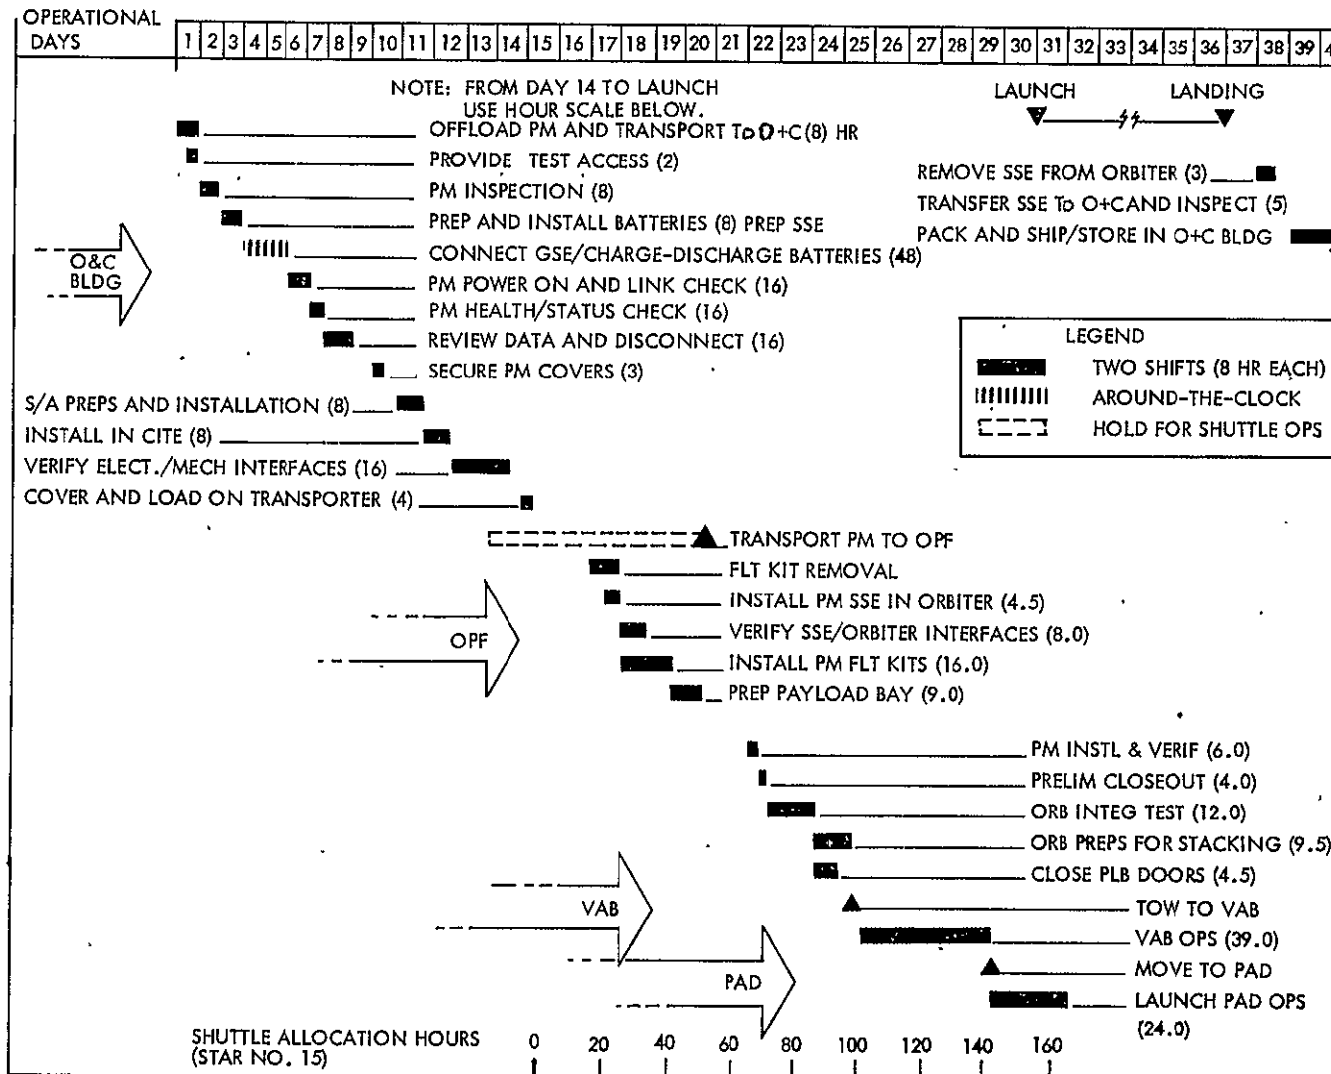 OPERATIONAL
DAYS
1 2 3 4 5 6 7 8 9 10 11 12 13 14 15 16 17 18 19 20 21 22 23 24 25 26 27 28 29 30 31 32 33 34 35 36 37 38 39 4
NOTE: FROM DAY 14 TO LAUNCH
USE HOUR SCALE BELOW.
LAUNCH LANDING
OFFLOAD PM AND TRANSPORT To O+C (8) HR
PROVIDE TEST ACCESS (2)
REMOVE SSE FROM ORBITER (3)
PM INSPECTION (8)
TRANSFER SSE To O+CAND INSPECT (5)
PREP AND INSTALL BATTERIES (8) PREP SSE
PACK AND SHIP/STORE IN O+C BLDG
CONNECT GSE/CHARGE-DISCHARGE BATTERIES (48)
O&C
BLDG
PM POWER ON AND LINK CHECK (16)
PM HEALTH/STATUS CHECK (16)
REVIEW DATA AND DISCONNECT (16)
SECURE PM COVERS (3)
LEGEND
TWO SHIFTS (8 HR EACH)
AROUND-THE-CLOCK
HOLD FOR SHUTTLE OPS
S/A PREPS AND INSTALLATION (8)
INSTALL IN CITE (8)
VERIFY ELECT./MECH INTERFACES (16)
COVER AND LOAD ON TRANSPORTER (4)
TRANSPORT PM TO OPF
FLT KIT REMOVAL
INSTALL PM SSE IN ORBITER (4.5)
VERIFY SSE/ORBITER INTERFACES (8.0)
OPF
INSTALL PM FLT KITS (16.0)
PREP PAYLOAD BAY (9.0)
PM INSTL & VERIF (6.0)
PRELIM CLOSEOUT (4.0)
ORB INTEG TEST (12.0)
ORB PREPS FOR STACKING (9.5)
CLOSE PLB DOORS (4.5)
VAB
TOW TO VAB
VAB OPS (39.0)
PAD
MOVE TO PAD
LAUNCH PAD OPS
(24.0)
SHUTTLE ALLOCATION HOURS
(STAR NO. 15)
0 20 40 60 80 100 120 140 160